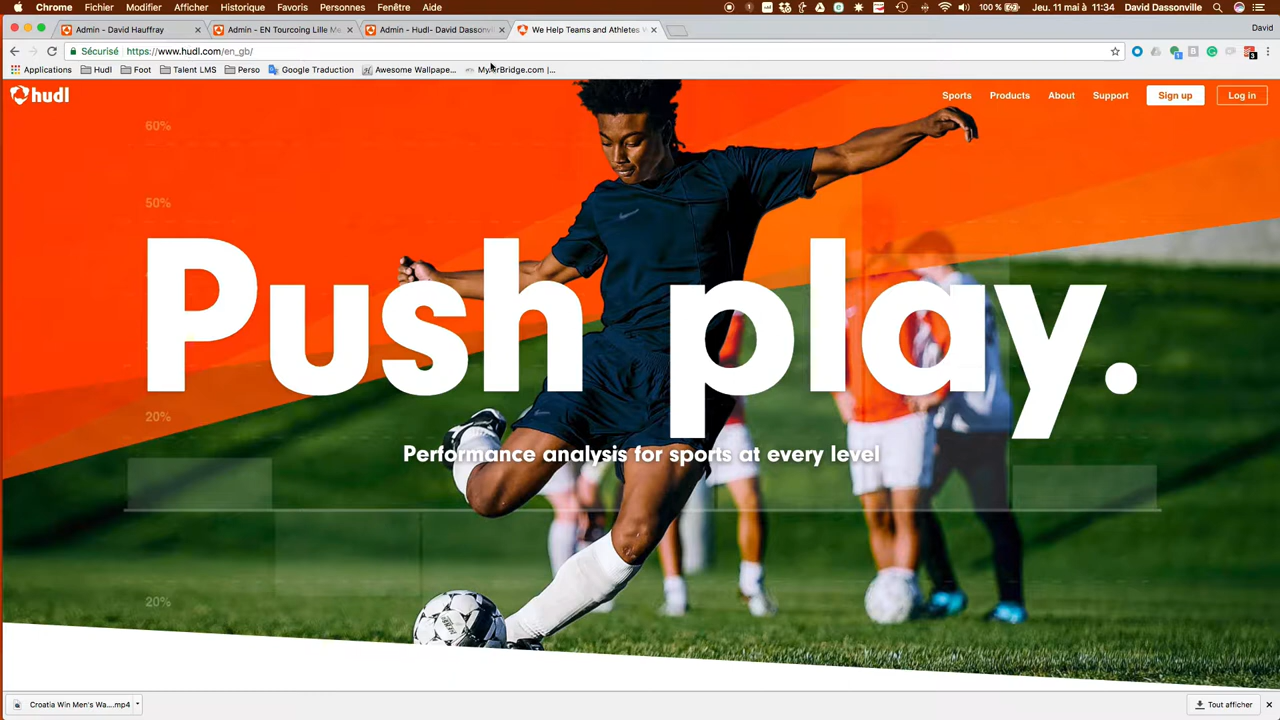 Chrome Fichier Modifier Afficher Historique Favoris Personnes Fenêtre Aide 100 % Jeu. 11 mai à 11:34 David Dassonville
Admin - David Hauffray Admin - EN Tourcoing Lille Me Admin - Hudl- David Dassonvi We Help Teams and Athletes W David
Sécurisé https://www.hudl.com/en_gb/
Applications Hudl Foot Talent LMS Perso Google Traduction Awesome Wallpape...
hudl Sports Products About Support Sign up Log in
60%
50%
Push play.
20%
Performance analysis for sports at every level
20%
Croatia Win Men's Wa....mp4 Tout afficher